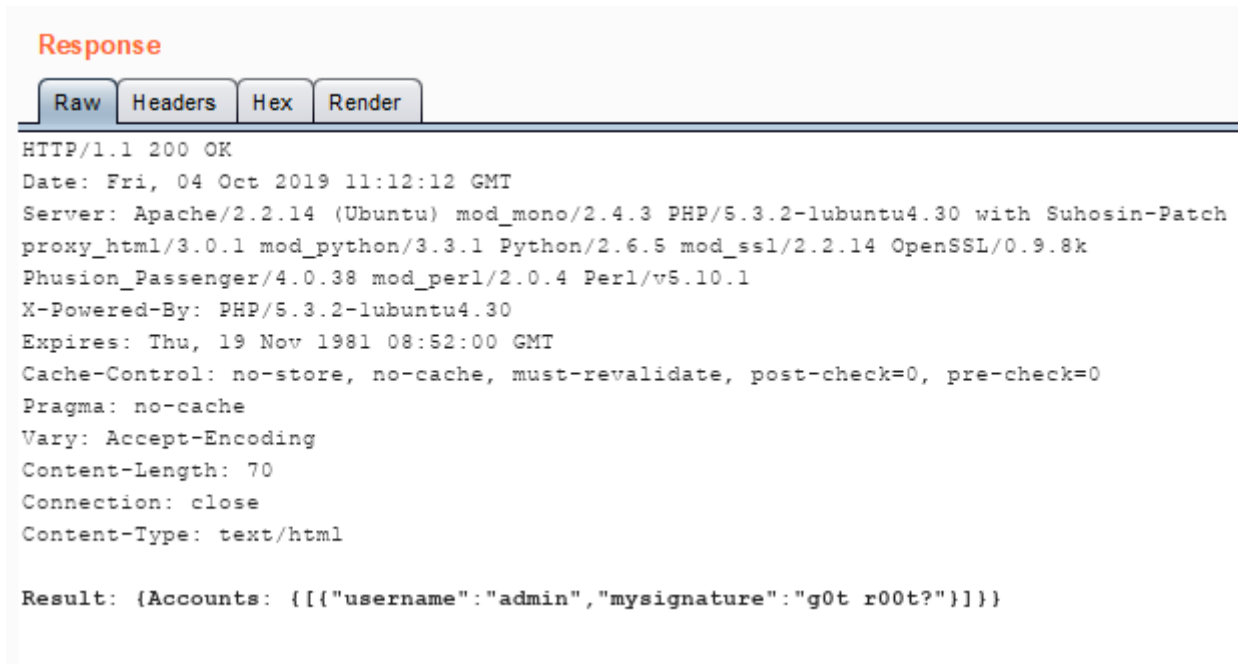 Response
Raw Headers Hex Render
HTTP/1.1 200 OK
Date: Fri, 04 Oct 2019 11:12:12 GMT
Server: Apache/2.2.14 (Ubuntu) mod_mono/2.4.3 PHP/5.3.2-1ubuntu4.30 with Suhosin-Patch
proxy_html/3.0.1 mod_python/3.3.1 Python/2.6.5 mod_ssl/2.2.14 OpenSSL/0.9.8k
Phusion_Passenger/4.0.38 mod_perl/2.0.4 Perl/v5.10.1
X-Powered-By: PHP/5.3.2-1ubuntu4.30
Expires: Thu, 19 Nov 1981 08:52:00 GMT
Cache-Control: no-store, no-cache, must-revalidate, post-check=0, pre-check=0
Pragma: no-cache
Vary: Accept-Encoding
Content-Length: 70
Connection: close
Content-Type: text/html
Result: {Accounts: {[{"username":"admin","mysignature":"g0t r00t?"}]}}